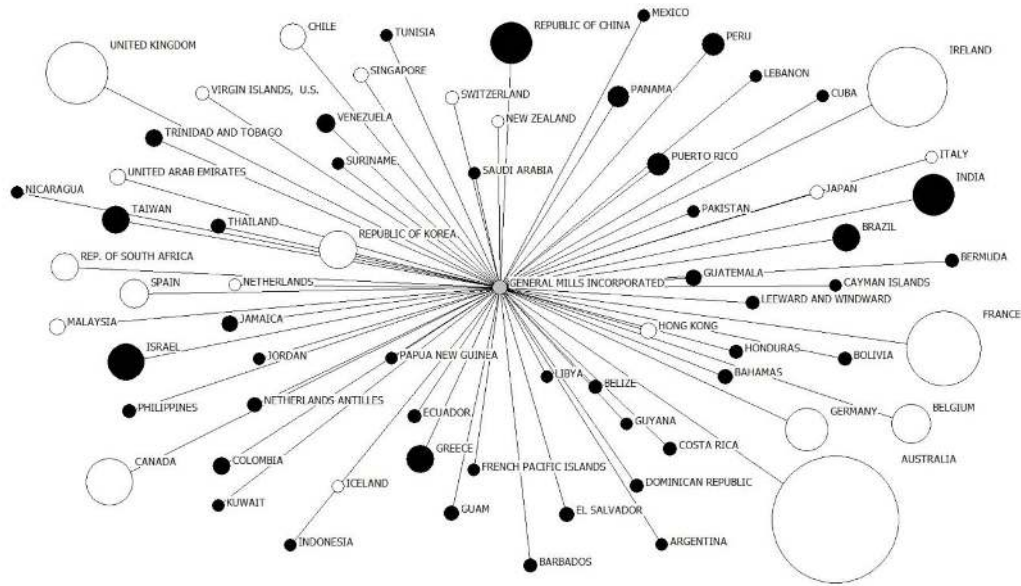 MEXICO
CHILE
REPUBLIC OF CHINA
TUNISIA
PERU
UNITED KINGDOM
IRELAND
SINGAPORE
LEBANON
VIRGIN ISLANDS, U.S.
SWITZERLAND
PANAMA
CUBA
VENEZUELA
NEW ZEALAND
TRINIDAD AND TOBAGO
ITALY
SURINAME
PUERTO RICO
UNITED ARAB EMIRATES
SAUDI ARABIA
INDIA
NICARAGUA
JAPAN
TAIWAN
PAKISTAN
THAILAND
BRAZIL
REPUBLIC OF KOREA
REP. OF SOUTH AFRICA
BERMUDA
GUATEMALA
SPAIN
NETHERLANDS
GENERAL MILLS INCORPORATED
CAYMAN ISLANDS
LEEWARD AND WINDWARD
FRANCE
MALAYSIA
JAMAICA
HONG KONG
ISRAEL
JORDAN
PAPUA NEW GUINEA
HONDURAS
BOLIVIA
LIBYA
BAHAMAS
BELIZE
PHILIPPINES
NETHERLANDS ANTILLES
ECUADOR
GUYANA
GERMANY
BELGIUM
CANADA
COLOMBIA
GREECE
COSTA RICA
AUSTRALIA
FRENCH PACIFIC ISLANDS
ICELAND
DOMINICAN REPUBLIC
KUWAIT
GUAM
EL SALVADOR
INDONESIA
ARGENTINA
BARBADOS